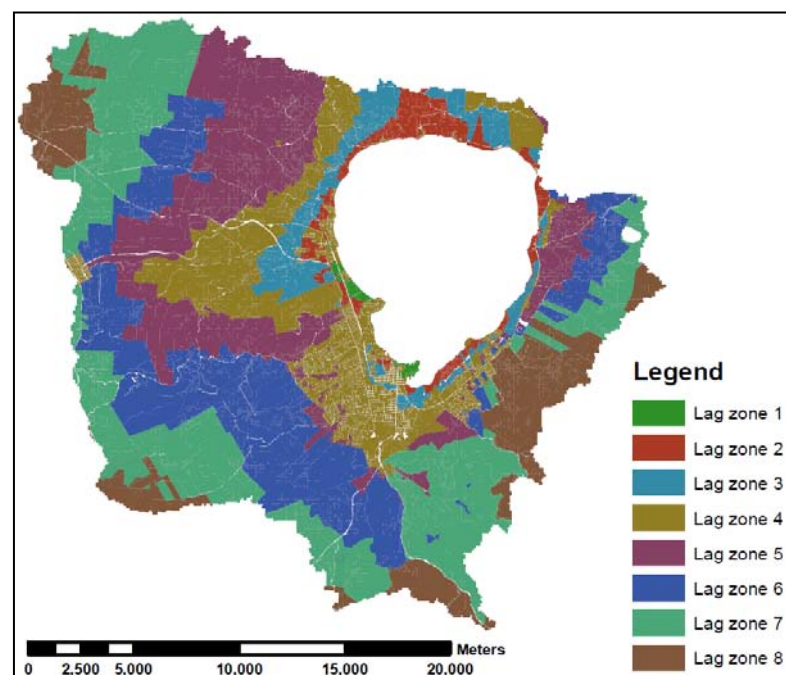 Legend
Lag zone 1
Lag zone 2
Lag zone 3
Lag zone 4
Lag zone 5
Lag zone 6
Lag zone 7
Lag zone 8
Meters
0 2.500 5.000 10.000 15.000 20.000